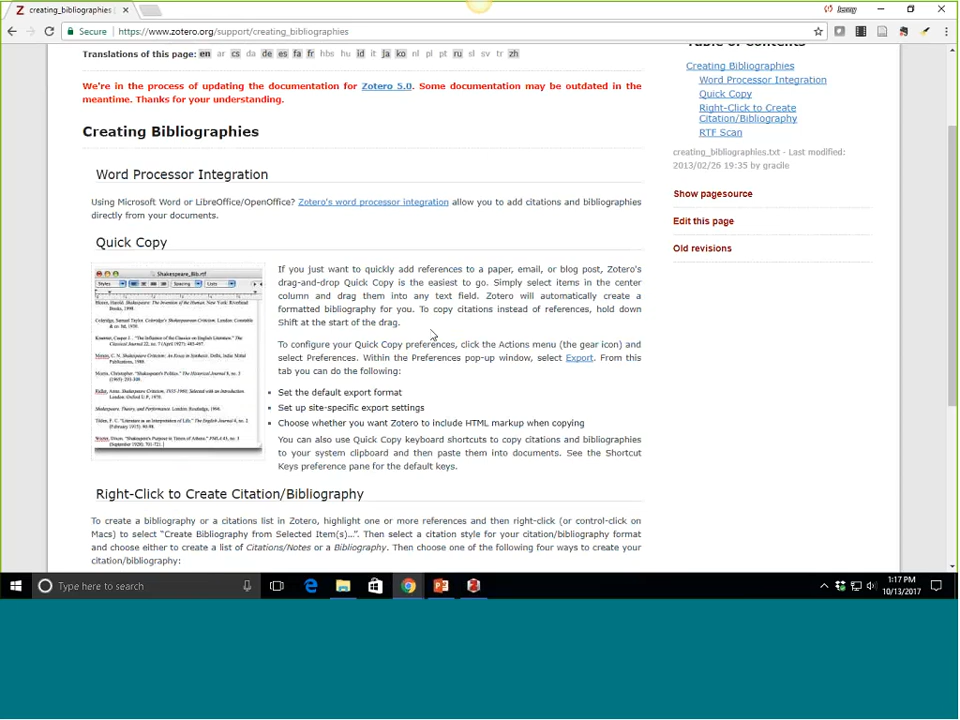 creating_bibliographies
Secure https://www.zotero.org/support/creating_bibliographies
Translations of this page: en ar cs da de es fa fr hbs hu id it ja ko nl pl pt ru sl sv tr zh
We're in the process of updating the documentation for Zotero 5.0. Some documentation may be outdated in the
meantime. Thanks for your understanding.
Creating Bibliographies
Word Processor Integration
Using Microsoft Word or LibreOffice/OpenOffice? Zotero's word processor integration allow you to add citations and bibliographies
directly from your documents.
Quick Copy
Shakespeare_Bib.rtf
Styles Spacing Lists
If you just want to quickly add references to a paper, email, or blog post, Zotero's
drag-and-drop Quick Copy is the easiest to go. Simply select items in the center
column and drag them into any text field. Zotero will automatically create a
formatted bibliography for you. To copy citations instead of references, hold down
Shift at the start of the drag.
To configure your Quick Copy preferences, click the Actions menu (the gear icon) and
select Preferences. Within the Preferences pop-up window, select Export. From this
tab you can do the following:
Set the default export format
Set up site-specific export settings
Choose whether you want Zotero to include HTML markup when copying
You can also use Quick Copy keyboard shortcuts to copy citations and bibliographies
to your system clipboard and then paste them into documents. See the Shortcut
Keys preference pane for the default keys.
Right-Click to Create Citation/Bibliography
To create a bibliography or a citations list in Zotero, highlight one or more references and then right-click (or control-click on
Macs) to select "Create Bibliography from Selected Item(s)...". Then select a citation style for your citation/bibliography format
and choose either to create a list of Citations/Notes or a Bibliography. Then choose one of the following four ways to create your
citation/bibliography:
Table of Contents
Creating Bibliographies
Word Processor Integration
Quick Copy
Right-Click to Create
Citation/Bibliography
RTF Scan
creating_bibliographies.txt - Last modified:
2013/02/26 19:35 by gracile
Show pagesource
Edit this page
Old revisions
Type here to search
1:17 PM
10/13/2017